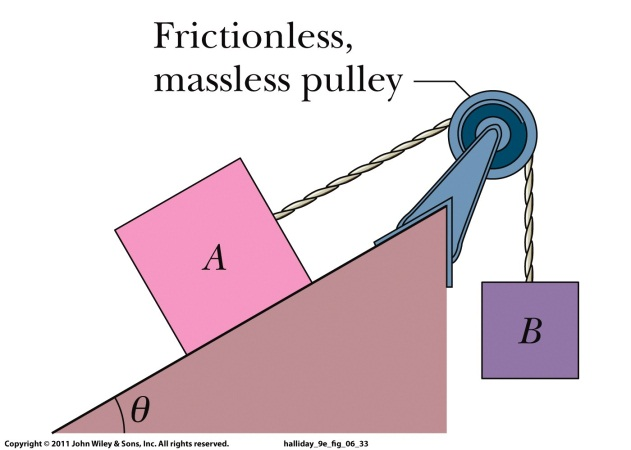 Frictionless,
massless pulley
A
B
θ
Copyright © 2011 John Wiley & Sons, Inc. All rights reserved. halliday_9e_fig_06_33